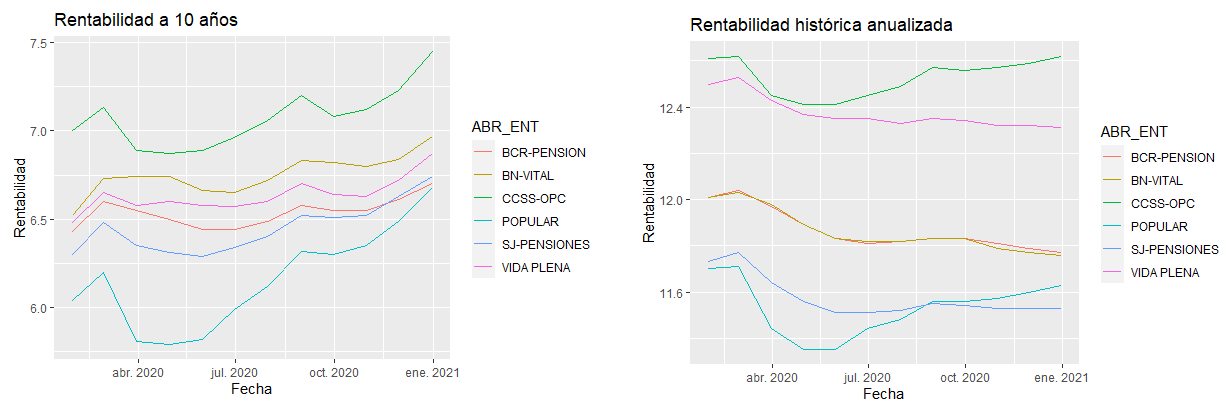 Rentabilidad a 10 años
7.5
7.0
6.5
6.0
Rentabilidad
abr. 2020
jul. 2020
oct. 2020
ene. 2021
Fecha
ABR_ENT
BCR-PENSION
BN-VITAL
CCSS-OPC
POPULAR
SJ-PENSIONES
VIDA PLENA
Rentabilidad histórica anualizada
12.4
12.0
11.6
Rentabilidad
abr. 2020
jul. 2020
oct. 2020
ene. 2021
Fecha
ABR_ENT
BCR-PENSION
BN-VITAL
CCSS-OPC
POPULAR
SJ-PENSIONES
VIDA PLENA